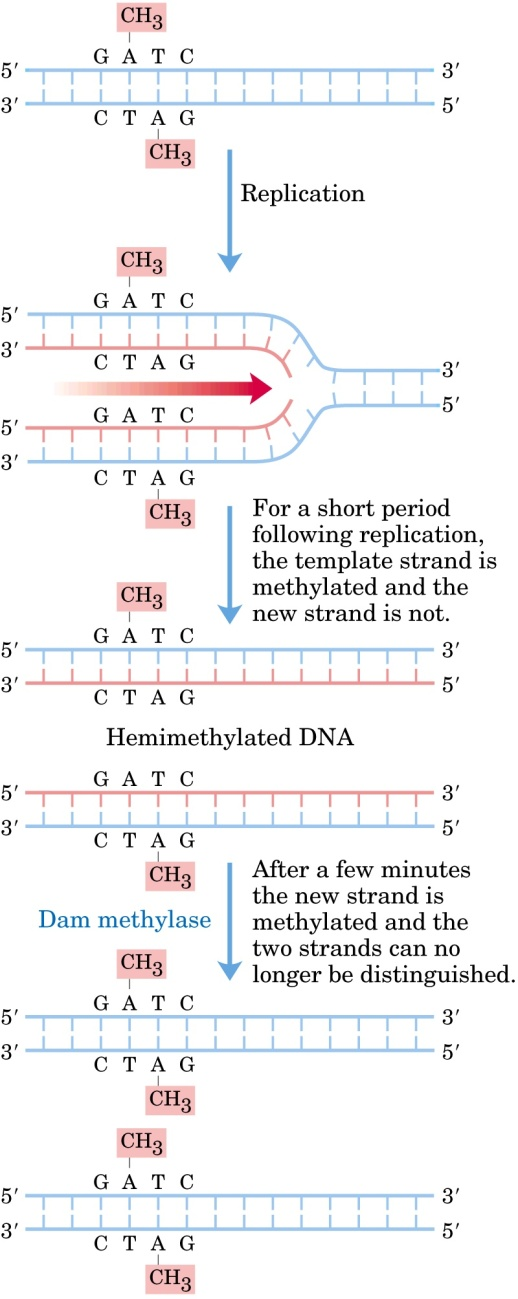 CH3
G A T C
5′ 3′
3′ 5′
C T A G
CH3
Replication
CH3
G A T C
5′
3′
C T A G
3′
G A T C
5′
5′
3′
C T A G
CH3
For a short period
following replication,
the template strand is
methylated and the
new strand is not.
CH3
G A T C
5′ 3′
3′ 5′
C T A G
Hemimethylated DNA
G A T C
5′ 3′
3′ 5′
C T A G
CH3
After a few minutes
the new strand is
methylated and the
two strands can no
longer be distinguished.
Dam methylase
CH3
G A T C
5′ 3′
3′ 5′
C T A G
CH3
CH3
G A T C
5′ 3′
3′ 5′
C T A G
CH3